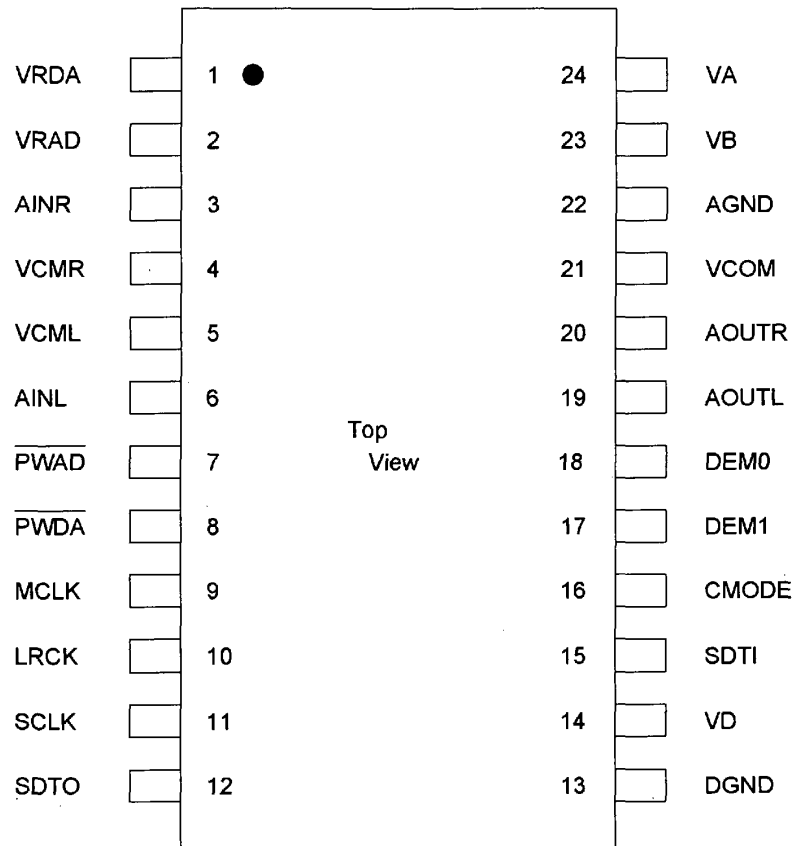 VRDA 1 24 VA
VRAD 2 23 VB
AINR 3 22 AGND
VCMR 4 21 VCOM
VCML 5 20 AOUTR
AINL 6 19 AOUTL
Top
View
P̅W̅A̅D̅ 7 18 DEM0
P̅W̅D̅A̅ 8 17 DEM1
MCLK 9 16 CMODE
LRCK 10 15 SDTI
SCLK 11 14 VD
SDTO 12 13 DGND